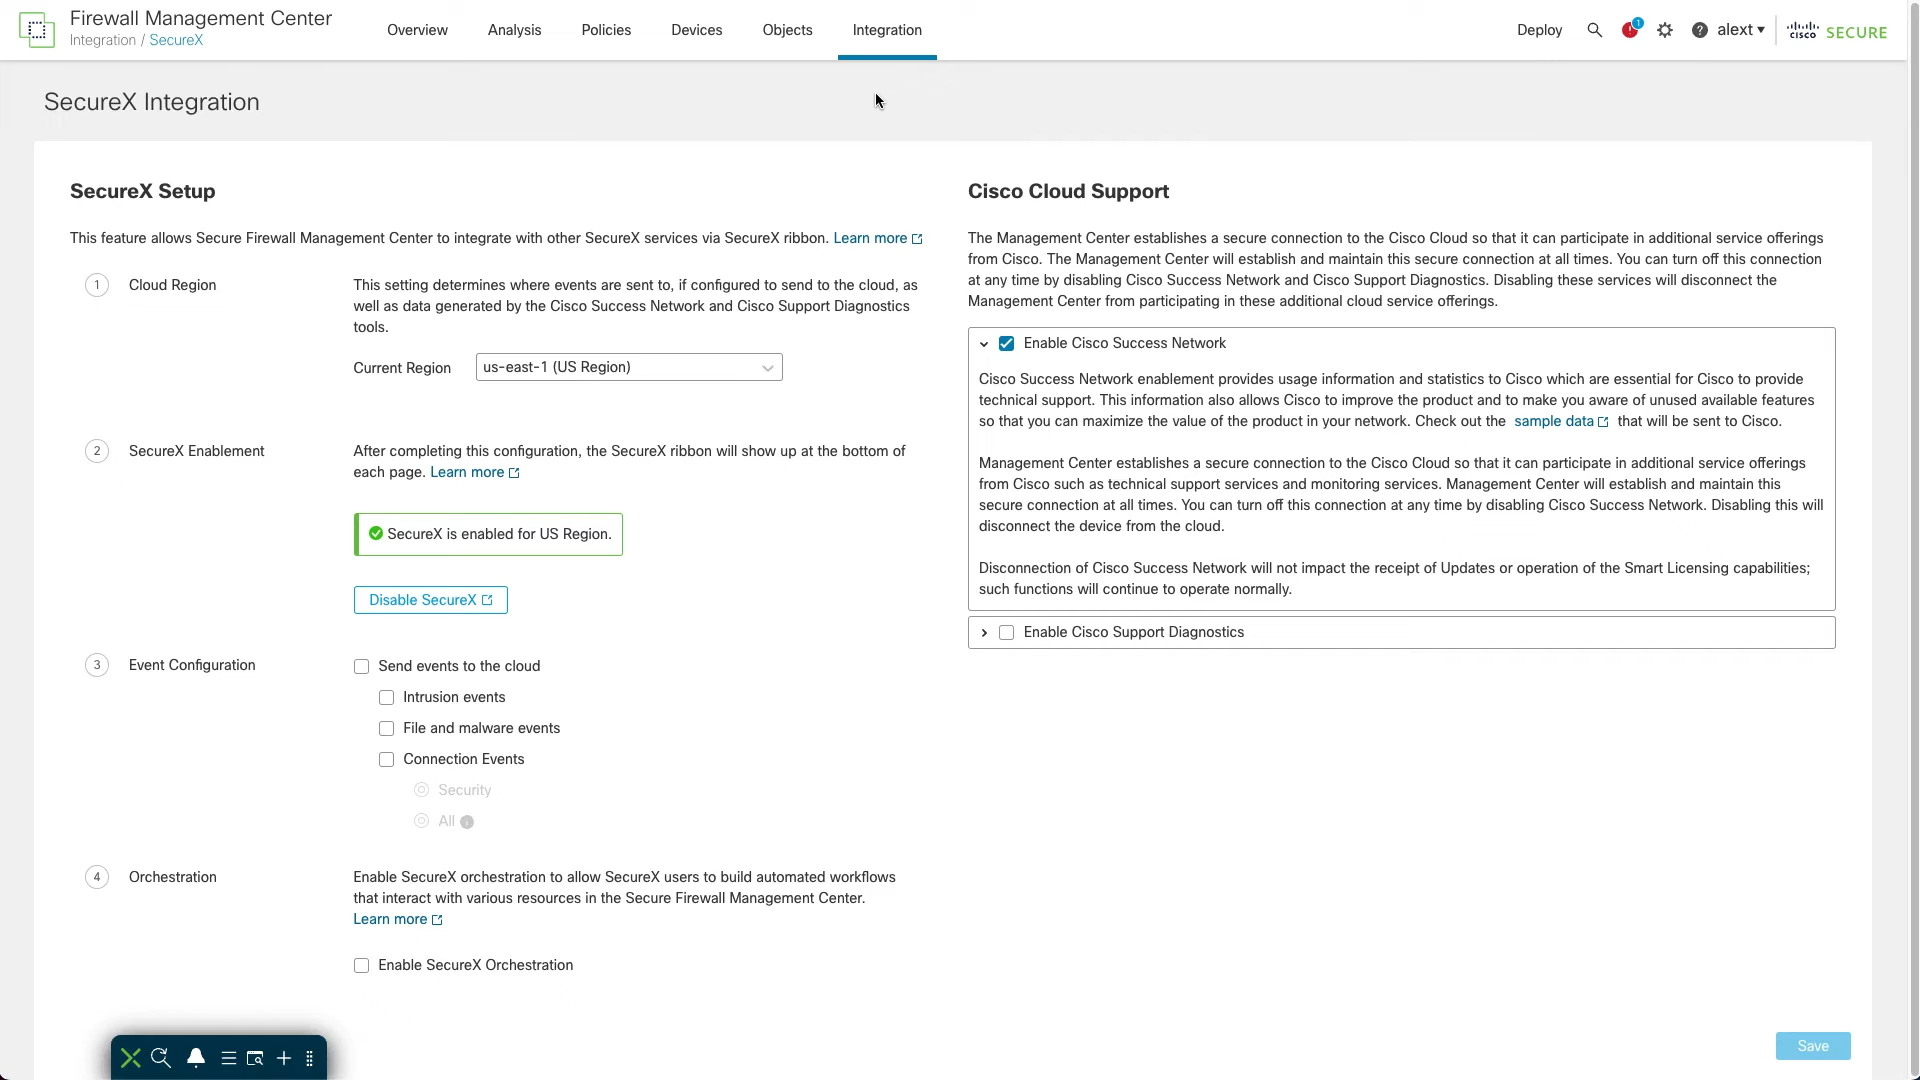 Firewall Management Center
Integration / SecureX
Overview
Analysis
Policies
Devices
Objects
Integration
Deploy
1
alext
cisco SECURE
SecureX Integration
SecureX Setup
This feature allows Secure Firewall Management Center to integrate with other SecureX services via SecureX ribbon. Learn more
1 Cloud Region
This setting determines where events are sent to, if configured to send to the cloud, as
well as data generated by the Cisco Success Network and Cisco Support Diagnostics
tools.
Current Region us-east-1 (US Region)
2 SecureX Enablement
After completing this configuration, the SecureX ribbon will show up at the bottom of
each page. Learn more
SecureX is enabled for US Region.
Disable SecureX
3 Event Configuration
Send events to the cloud
Intrusion events
File and malware events
Connection Events
Security
All
4 Orchestration
Enable SecureX orchestration to allow SecureX users to build automated workflows
that interact with various resources in the Secure Firewall Management Center.
Learn more
Enable SecureX Orchestration
Cisco Cloud Support
The Management Center establishes a secure connection to the Cisco Cloud so that it can participate in additional service offerings
from Cisco. The Management Center will establish and maintain this secure connection at all times. You can turn off this connection
at any time by disabling Cisco Success Network and Cisco Support Diagnostics. Disabling these services will disconnect the
Management Center from participating in these additional cloud service offerings.
Enable Cisco Success Network
Cisco Success Network enablement provides usage information and statistics to Cisco which are essential for Cisco to provide
technical support. This information also allows Cisco to improve the product and to make you aware of unused available features
so that you can maximize the value of the product in your network. Check out the sample data that will be sent to Cisco.
Management Center establishes a secure connection to the Cisco Cloud so that it can participate in additional service offerings
from Cisco such as technical support services and monitoring services. Management Center will establish and maintain this
secure connection at all times. You can turn off this connection at any time by disabling Cisco Success Network. Disabling this will
disconnect the device from the cloud.
Disconnection of Cisco Success Network will not impact the receipt of Updates or operation of the Smart Licensing capabilities;
such functions will continue to operate normally.
Enable Cisco Support Diagnostics
Save